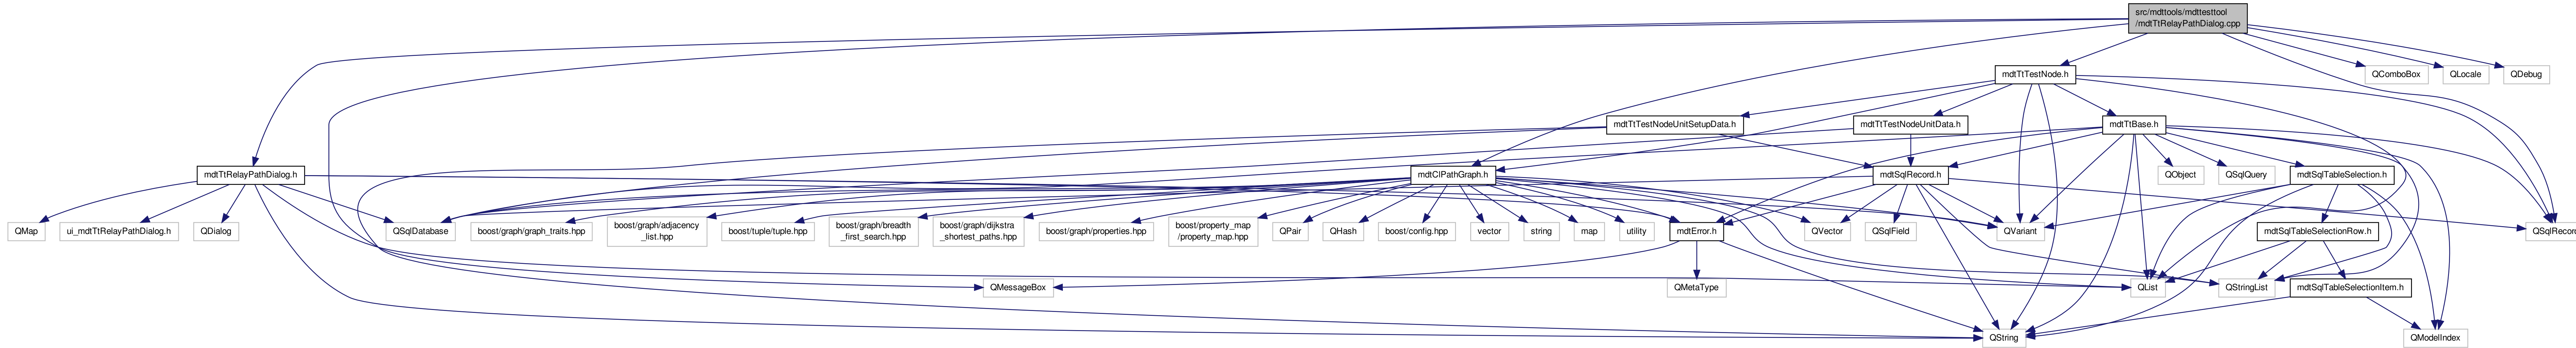 src/mdttools/mdttesttool
/mdtTtRelayPathDialog.cpp
mdtTtTestNode.h
QComboBox
QLocale
QDebug
mdtTtTestNodeUnitSetupData.h
mdtTtTestNodeUnitData.h
mdtTtBase.h
mdtTtRelayPathDialog.h
mdtClPathGraph.h
mdtSqlRecord.h
QObject
QSqlQuery
mdtSqlTableSelection.h
QMap
ui_mdtTtRelayPathDialog.h
QDialog
QSqlDatabase
boost/graph/graph_traits.hpp
boost/graph/adjacency
_list.hpp
boost/tuple/tuple.hpp
boost/graph/breadth
_first_search.hpp
boost/graph/dijkstra
_shortest_paths.hpp
boost/graph/properties.hpp
boost/property_map
/property_map.hpp
QPair
QHash
boost/config.hpp
vector
string
map
utility
mdtError.h
QVector
QSqlField
QVariant
mdtSqlTableSelectionRow.h
QSqlRecord
QMessageBox
QMetaType
QList
QStringList
mdtSqlTableSelectionItem.h
QString
QModelIndex